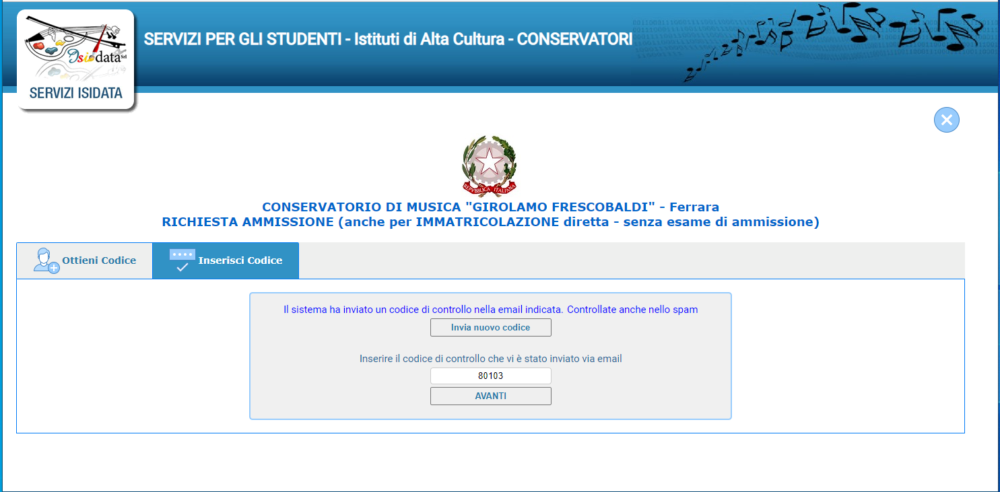 SERVIZI PER GLI STUDENTI - Istituti di Alta Cultura - CONSERVATORI
Isidata Srl
SERVIZI ISIDATA
REPVBBLICA ITALIANA
CONSERVATORIO DI MUSICA "GIROLAMO FRESCOBALDI" - Ferrara
RICHIESTA AMMISSIONE (anche per IMMATRICOLAZIONE diretta - senza esame di ammissione)
Ottieni Codice
Inserisci Codice
Il sistema ha inviato un codice di controllo nella email indicata. Controllate anche nello spam
Invia nuovo codice
Inserire il codice di controllo che vi è stato inviato via email
80103
AVANTI